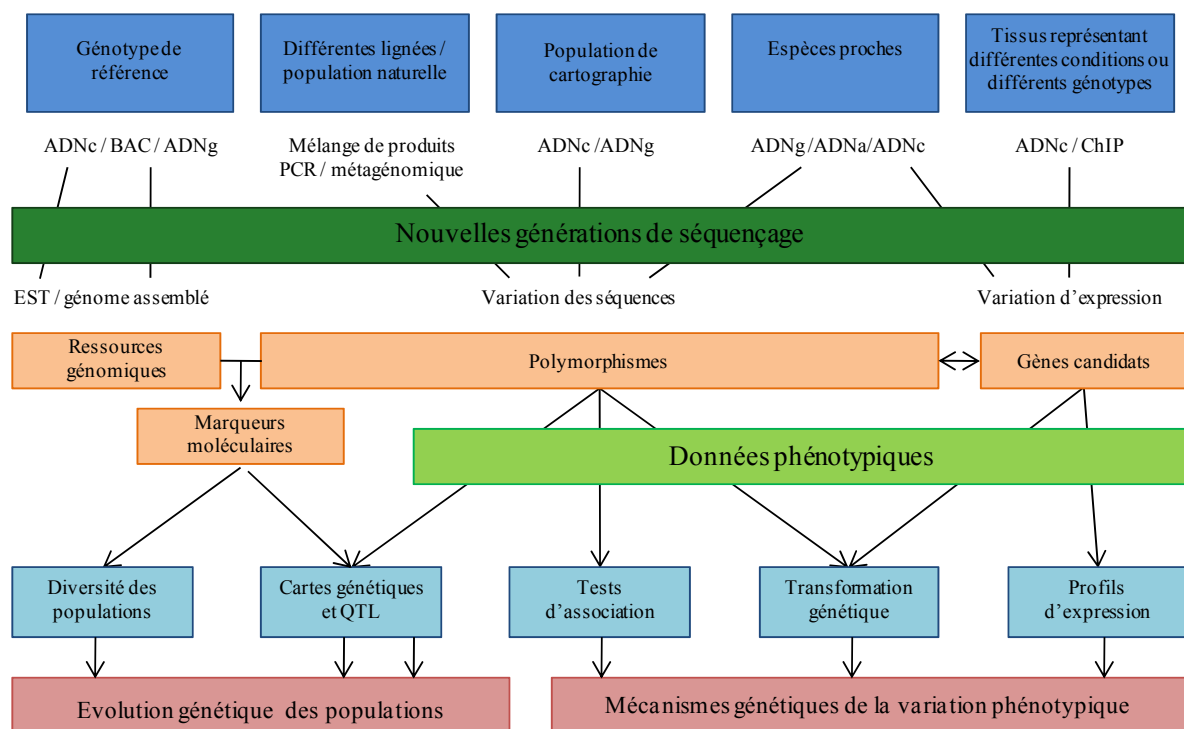 Génotype de
référence
Différentes lignées /
population naturelle
Population de
cartographie
Espèces proches
Tissus représentant
différentes conditions ou
différents génotypes
ADNc / BAC / ADNg
Mélange de produits
PCR / métagénomique
ADNc /ADNg
ADNg/ADNa/ADNc
ADNc / ChIP
Nouvelles générations de séquençage
EST / génome assemblé
Variation des séquences
Variation d’expression
Ressources
génomiques
Polymorphismes
Gènes candidats
Marqueurs
moléculaires
Données phénotypiques
Diversité des
populations
Cartes génétiques
et QTL
Tests
d’association
Transformation
génétique
Profils
d’expression
Evolution génétique des populations
Mécanismes génétiques de la variation phénotypique